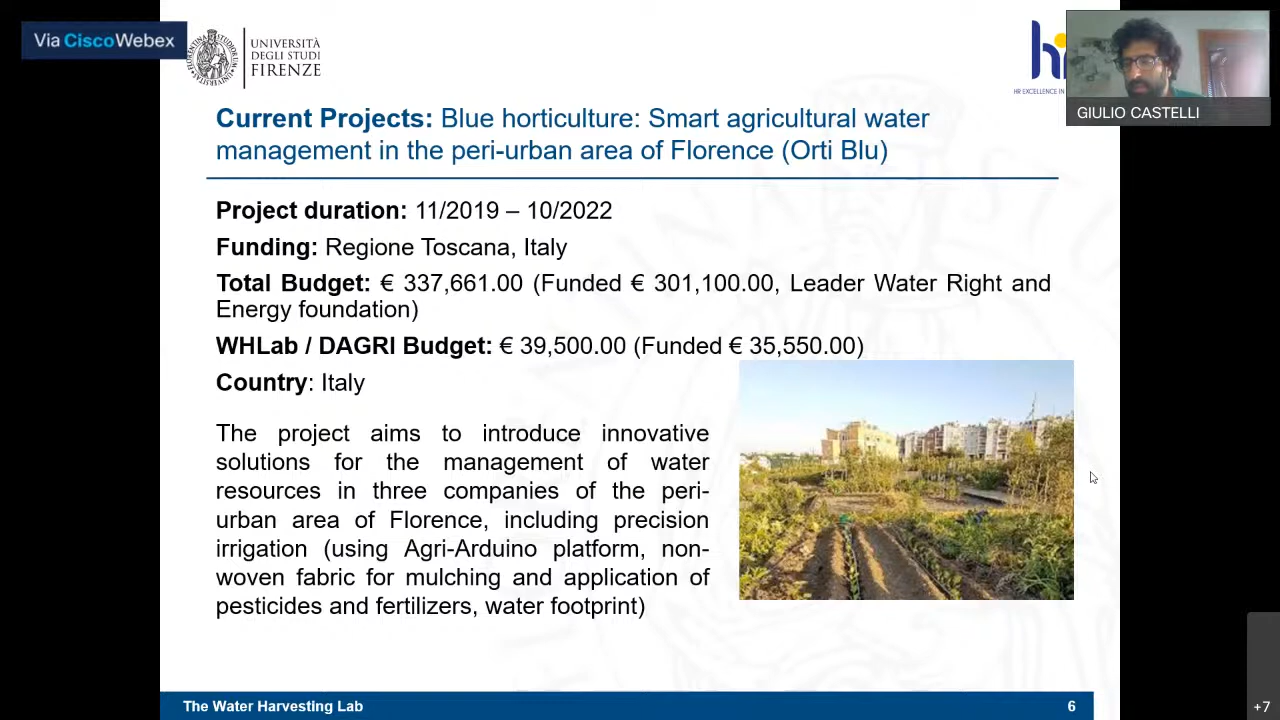 Via CiscoWebex
UNIVERSITÀ
DEGLI STUDI
FIRENZE
HR EXCELLENCE IN
GIULIO CASTELLI
Current Projects: Blue horticulture: Smart agricultural water
management in the peri-urban area of Florence (Orti Blu)
Project duration: 11/2019 – 10/2022
Funding: Regione Toscana, Italy
Total Budget: € 337,661.00 (Funded € 301,100.00, Leader Water Right and
Energy foundation)
WHLab / DAGRI Budget: € 39,500.00 (Funded € 35,550.00)
Country: Italy
The project aims to introduce innovative
solutions for the management of water
resources in three companies of the peri-
urban area of Florence, including precision
irrigation (using Agri-Arduino platform, non-
woven fabric for mulching and application of
pesticides and fertilizers, water footprint)
The Water Harvesting Lab
6
+7